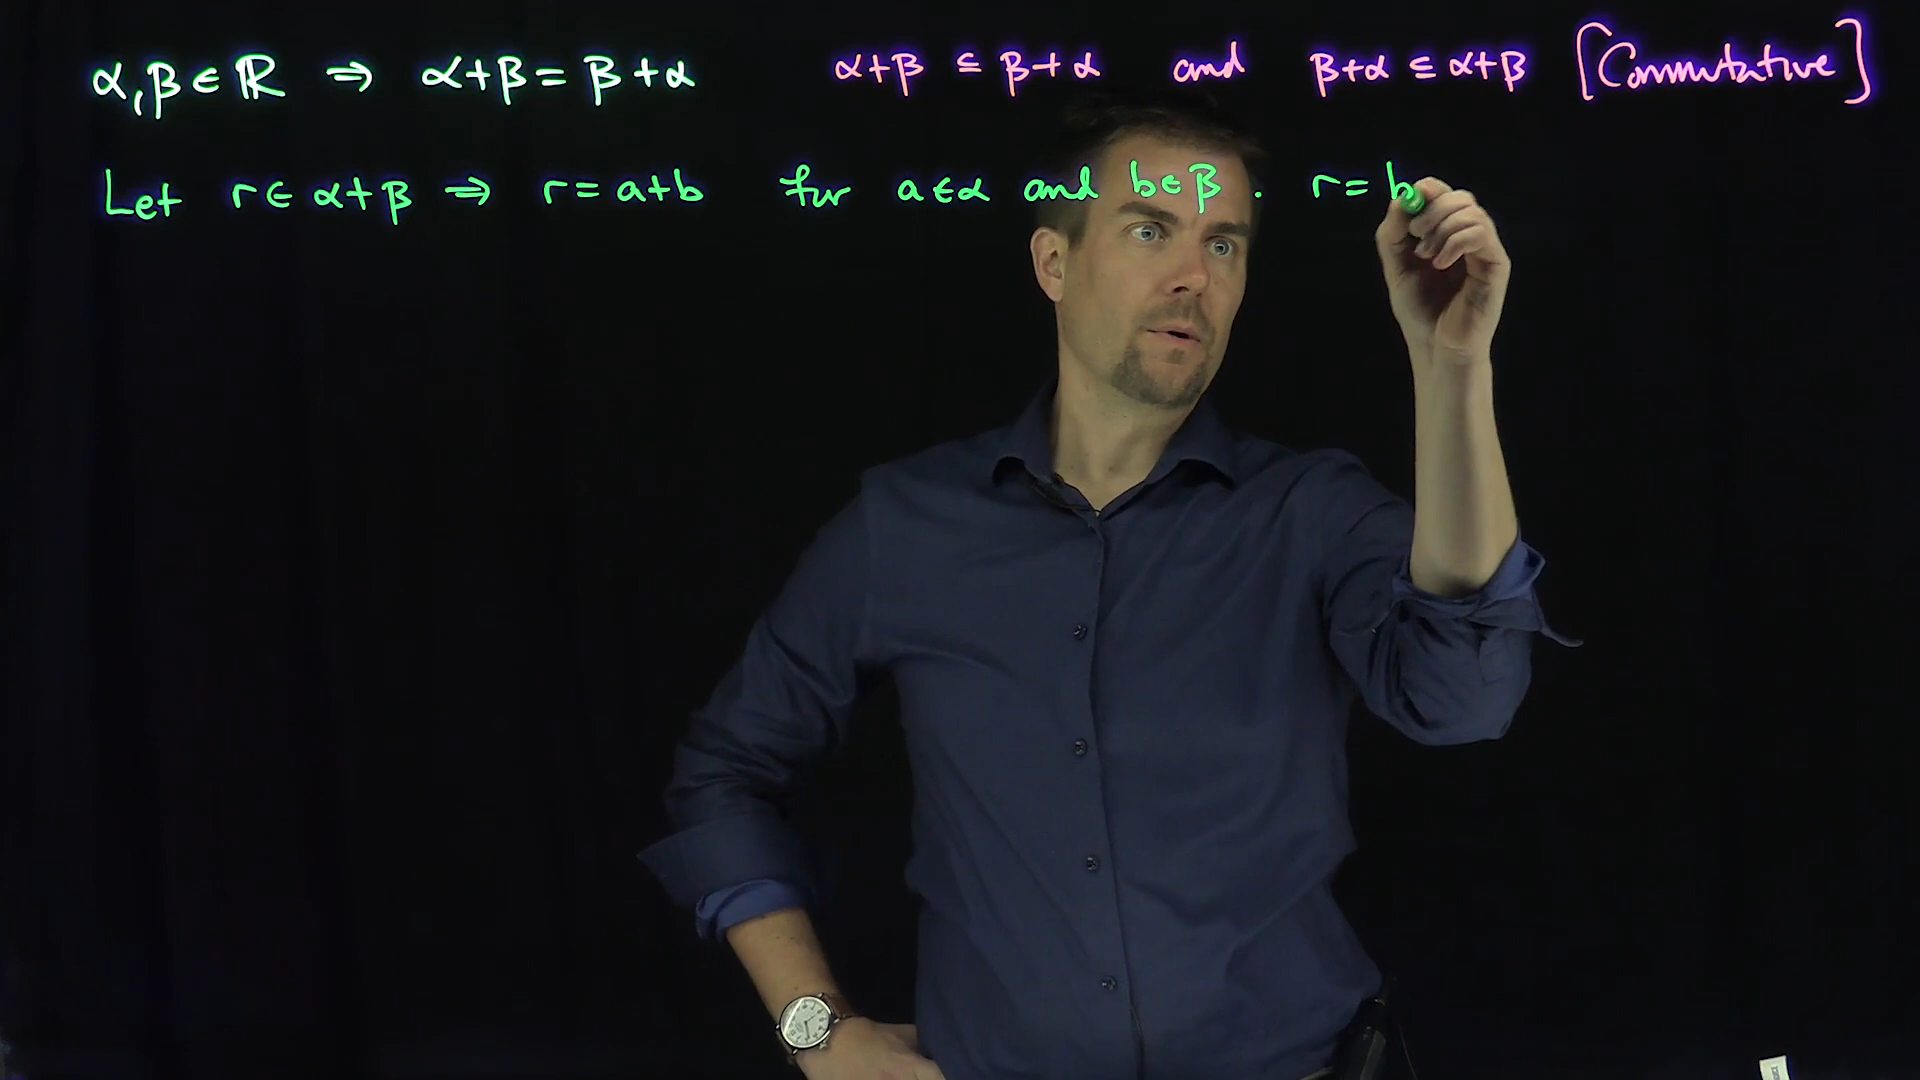 α, β ∈ ℝ ⇒ α+β = β+α α+β ⊆ β+α and β+α ⊆ α+β [Commutative]
Let r ∈ α+β ⇒ r = a+b for a ∈ α and b ∈ β . r = b